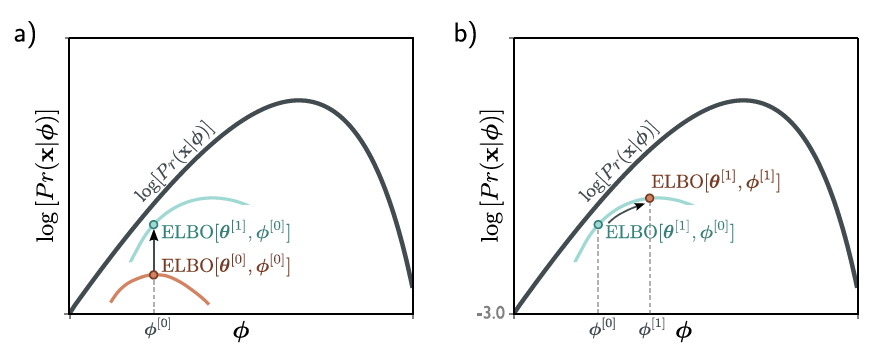 a)
log[Pr(𝐱|ϕ)]
log[Pr(𝐱|ϕ)]
ELBO[θ^[1], ϕ^[0]]
ELBO[θ^[0], ϕ^[0]]
ϕ^[0]
ϕ
b)
log[Pr(𝐱|ϕ)]
log[Pr(𝐱|ϕ)]
ELBO[θ^[1], ϕ^[1]]
ELBO[θ^[1], ϕ^[0]]
-3.0
ϕ^[0] ϕ^[1] ϕ